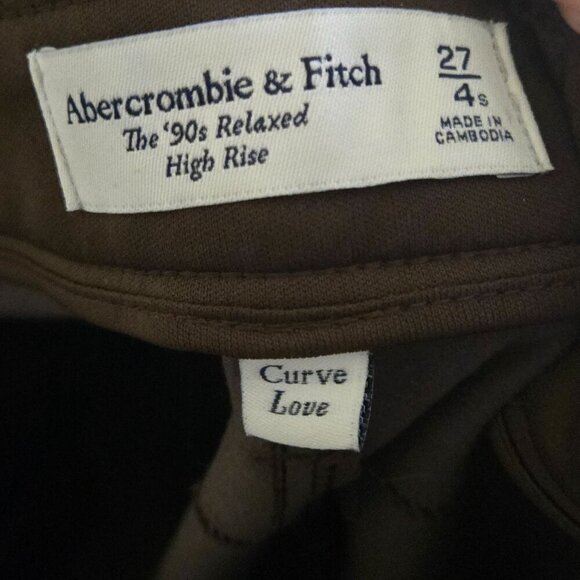 Abercrombie & Fitch
The '90s Relaxed
High Rise
27
4s
MADE IN
CAMBODIA
Curve
Love